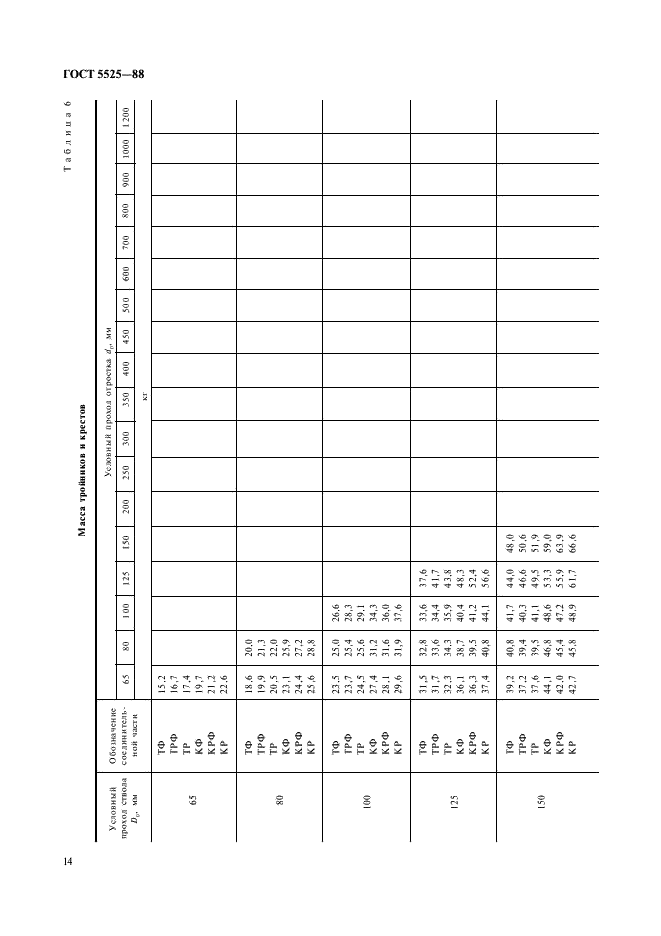 ГОСТ 5525—88
Таблица 6
Масса тройников и крестов
Условный проход ствола Dy, мм | Обозначение соединитель-ной части | Условный проход отростка dy, мм
65 | 80 | 100 | 125 | 150 | 200 | 250 | 300 | 350 | 400 | 450 | 500 | 600 | 700 | 800 | 900 | 1000 | 1200
кг
65
ТФ 15,2
ТРФ 16,7
ТР 17,4
КФ 19,7
КРФ 21,2
КР 22,6
80
ТФ 18,6 20,0
ТРФ 19,9 21,3
ТР 20,5 22,0
КФ 23,1 25,9
КРФ 24,4 27,2
КР 25,6 28,8
100
ТФ 23,5 25,0 26,6
ТРФ 23,7 25,4 28,3
ТР 24,5 25,6 29,1
КФ 27,4 31,2 34,3
КРФ 28,1 31,6 36,0
КР 29,6 31,9 37,6
125
ТФ 31,5 32,8 33,6 37,6
ТРФ 31,7 33,6 34,4 41,7
ТР 32,3 34,3 35,9 43,8
КФ 36,1 38,7 40,4 48,3
КРФ 36,3 39,5 41,2 52,4
КР 37,4 40,8 44,1 56,6
150
ТФ 39,2 40,8 41,7 44,0 48,0
ТРФ 37,2 39,4 40,3 46,6 50,6
ТР 37,6 39,5 41,1 49,5 51,9
КФ 44,1 46,8 48,6 53,3 59,0
КРФ 42,0 45,4 47,2 55,9 63,9
КР 42,7 45,8 48,9 61,7 66,6
14